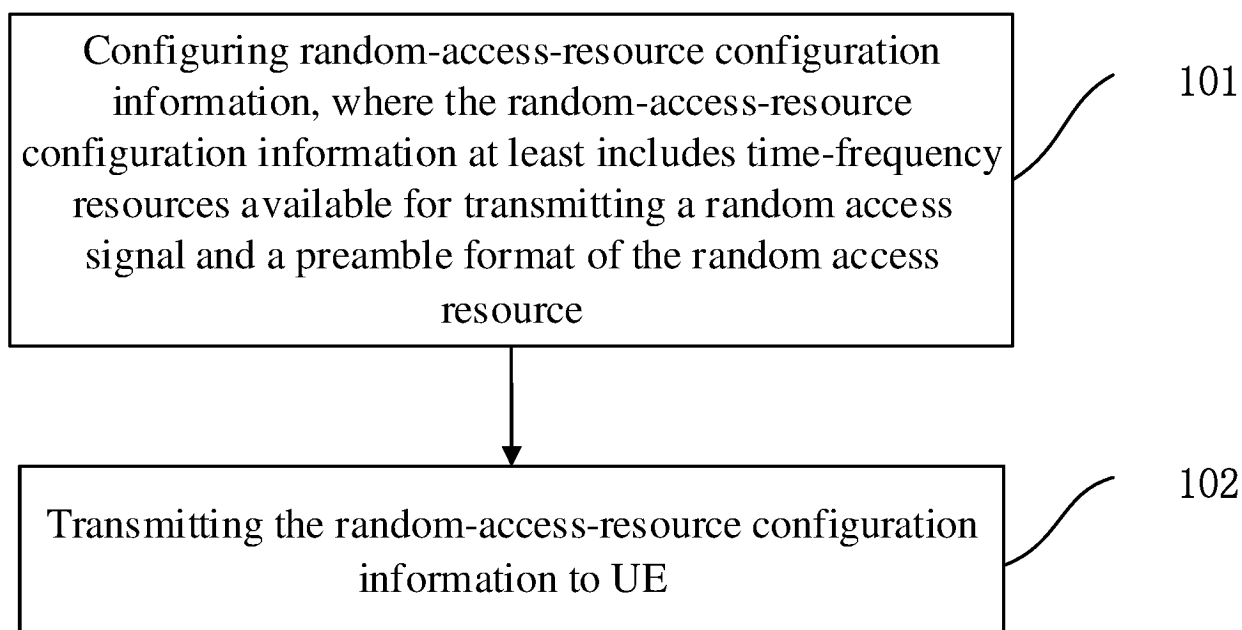 Configuring random-access-resource configuration
information, where the random-access-resource
configuration information at least includes time-frequency
resources available for transmitting a random access
signal and a preamble format of the random access
resource
101
Transmitting the random-access-resource configuration
information to UE
102